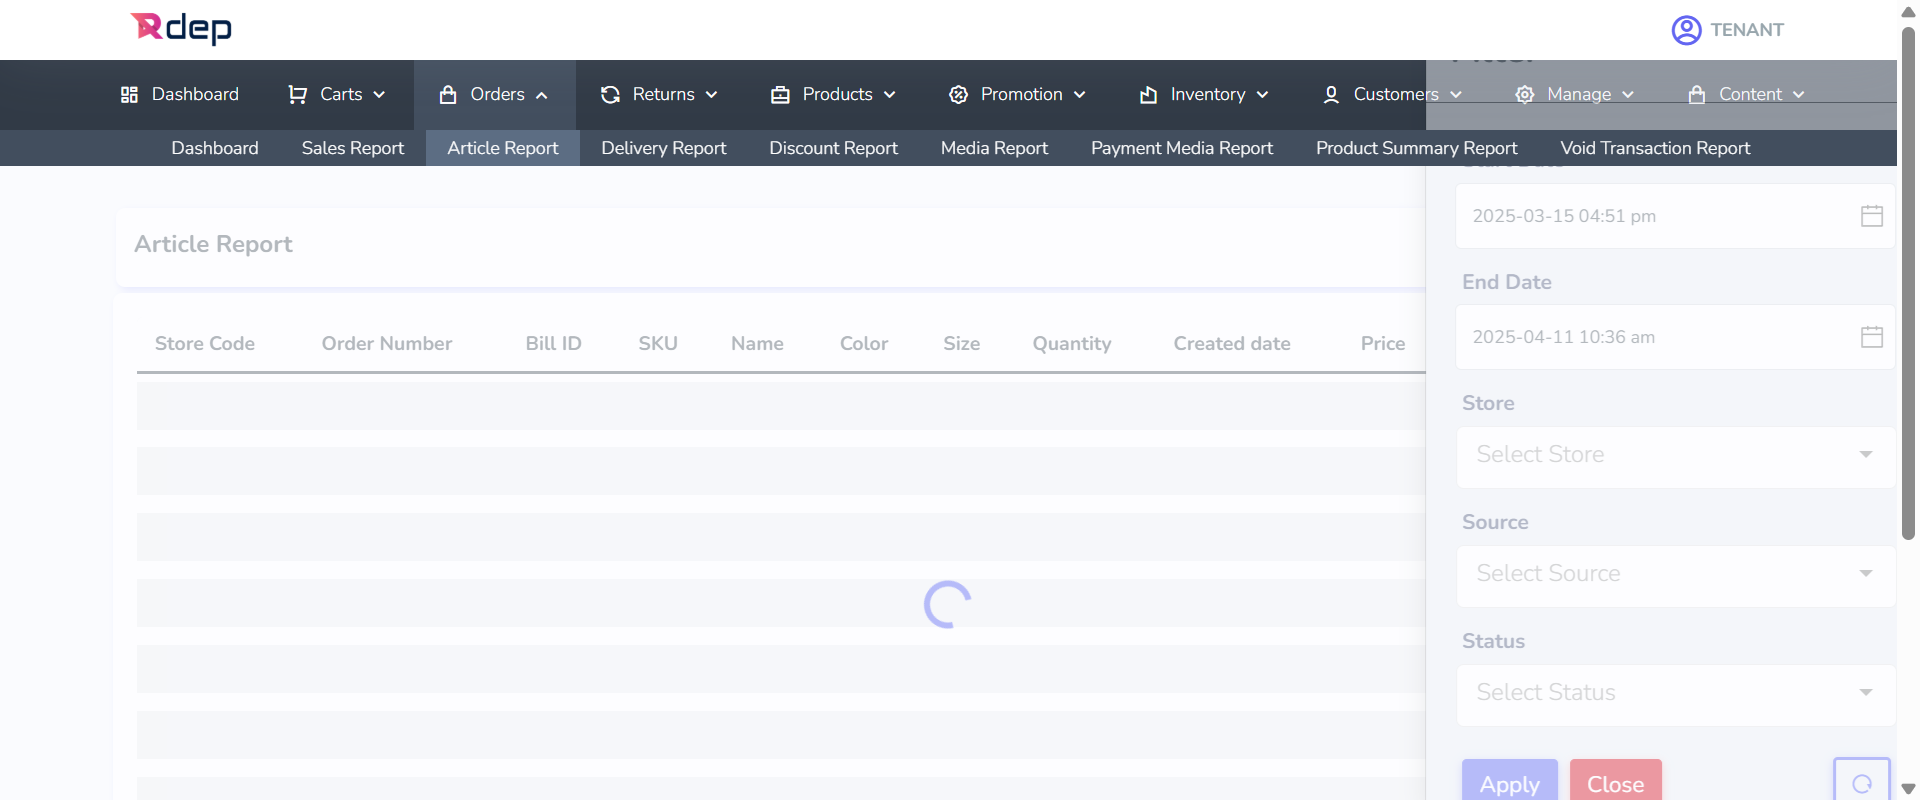 Rdep
TENANT
Dashboard Carts Orders Returns Products Promotion Inventory Customers Manage Content
Dashboard Sales Report Article Report Delivery Report Discount Report Media Report Payment Media Report Product Summary Report Void Transaction Report
2025-03-15 04:51 pm
Article Report
End Date
2025-04-11 10:36 am
Store Code Order Number Bill ID SKU Name Color Size Quantity Created date Price
Store
Select Store
Source
Select Source
Status
Select Status
Apply Close